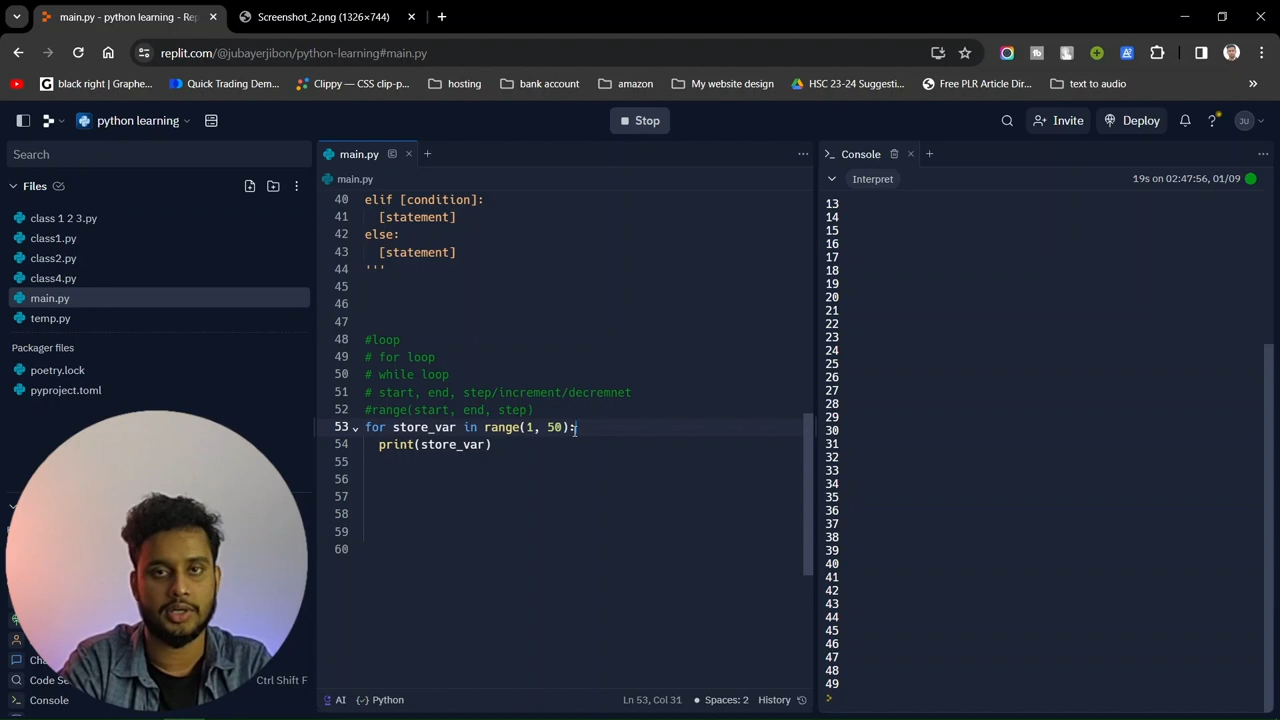 main.py - python learning - Rep
Screenshot_2.png (1326×744)
replit.com/@jubayerjibon/python-learning#main.py
black right | Graphe...
Quick Trading Demo...
Clippy — CSS clip-p...
hosting
bank account
amazon
My website design
HSC 23-24 Suggesti...
Free PLR Article Dir...
text to audio
python learning
Stop
Invite
Deploy
JU
Search
main.py
Console
main.py
Interpret
19s on 02:47:56, 01/09
Files
class 1 2 3.py
class1.py
class2.py
class4.py
main.py
temp.py
Packager files
poetry.lock
pyproject.toml
Cha
Code Se
Ctrl Shift F
Console
40 elif [condition]:
41 [statement]
42 else:
43 [statement]
44 '''
45
46
47
48 #loop
49 # for loop
50 # while loop
51 # start, end, step/increment/decremnet
52 #range(start, end, step)
53 for store_var in range(1, 50):
54 print(store_var)
55
56
57
58
59
60
13
14
15
16
17
18
19
20
21
22
23
24
25
26
27
28
29
30
31
32
33
34
35
36
37
38
39
40
41
42
43
44
45
46
47
48
49
AI
Python
Ln 53, Col 31
Spaces: 2
History